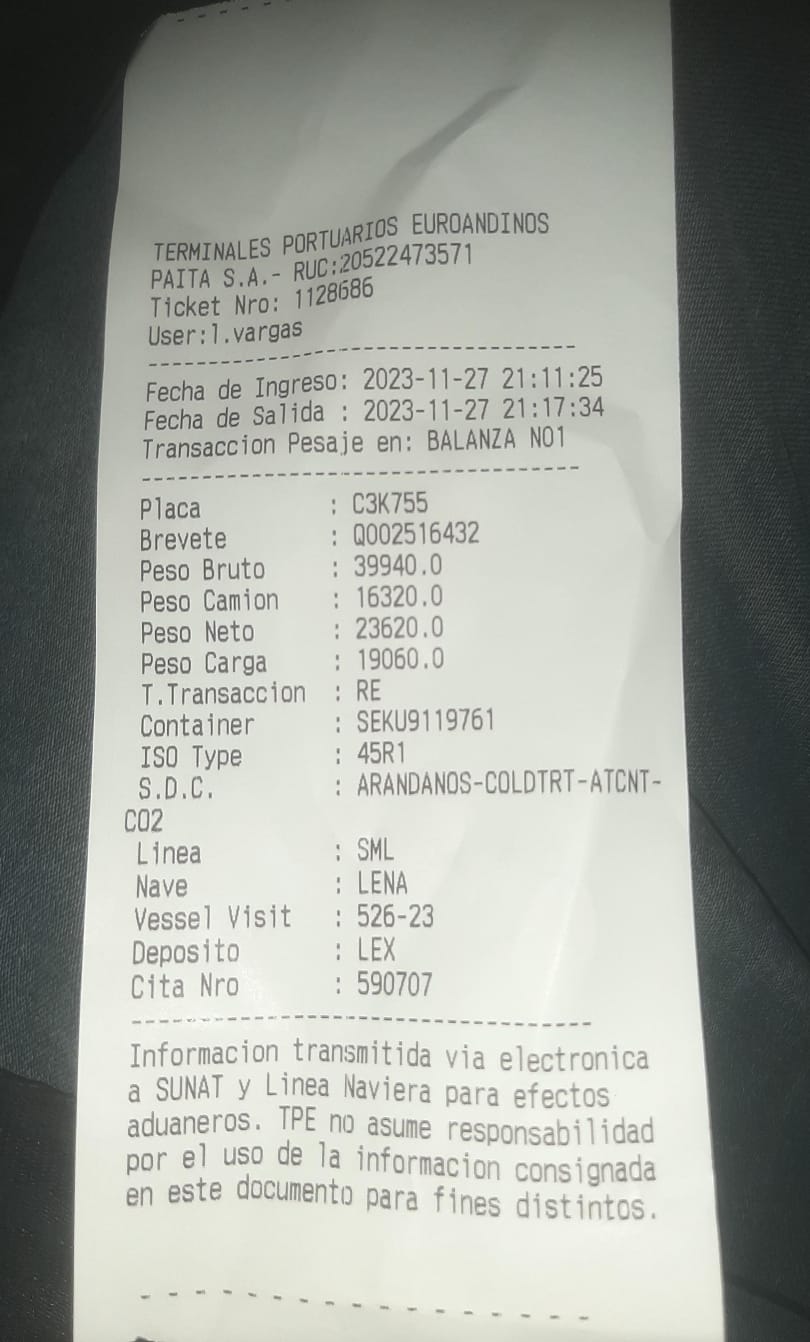 TERMINALES PORTUARIOS EUROANDINOS
PAITA S.A.- RUC:20522473571
Ticket Nro: 1128686
User:l.vargas
--------------------------------------
Fecha de Ingreso: 2023-11-27 21:11:25
Fecha de Salida : 2023-11-27 21:17:34
Transaccion Pesaje en: BALANZA NO1
--------------------------------------
Placa : C3K755
Brevete : Q002516432
Peso Bruto : 39940.0
Peso Camion : 16320.0
Peso Neto : 23620.0
Peso Carga : 19060.0
T.Transaccion : RE
Container : SEKU9119761
ISO Type : 45R1
S.D.C. : ARANDANOS-COLDTRT-ATCNT-
CO2
Linea : SML
Nave : LENA
Vessel Visit : 526-23
Deposito : LEX
Cita Nro : 590707
--------------------------------------
Informacion transmitida via electronica
a SUNAT y Linea Naviera para efectos
aduaneros. TPE no asume responsabilidad
por el uso de la informacion consignada
en este documento para fines distintos.